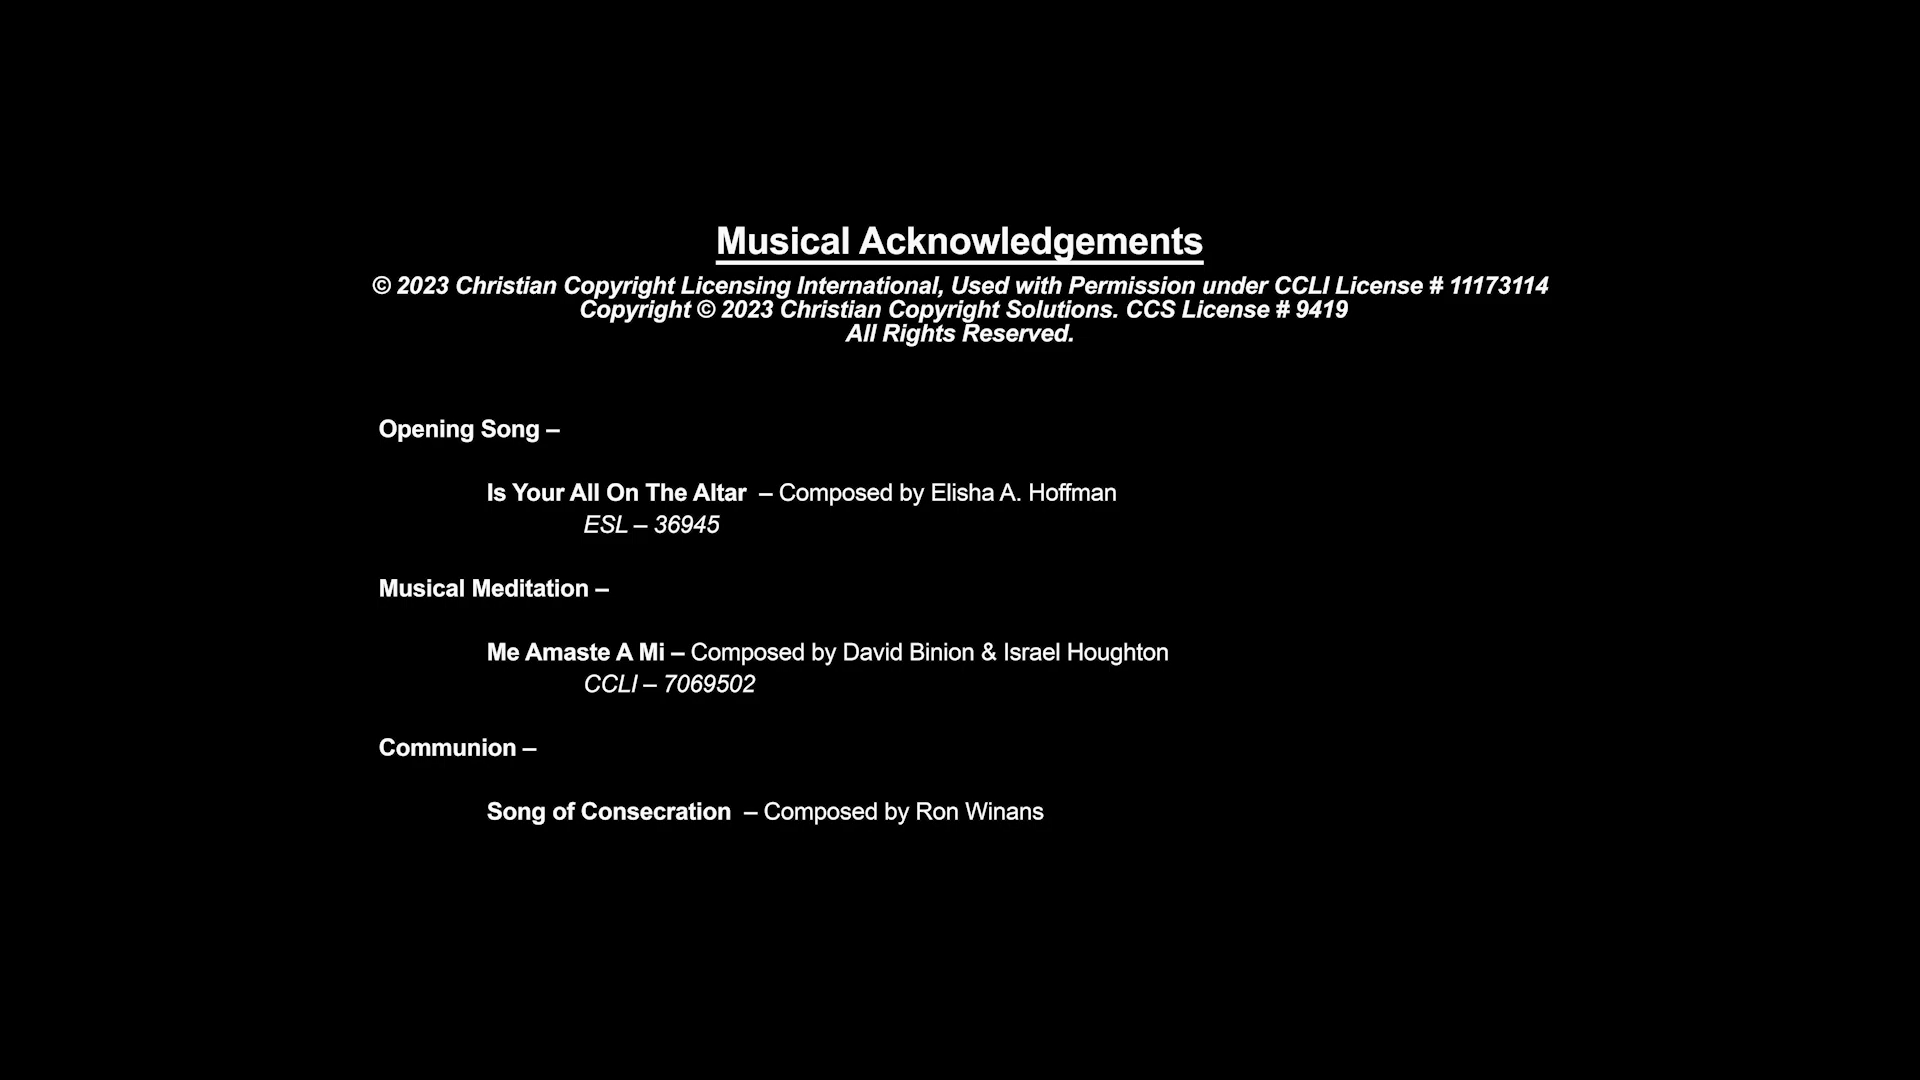 Musical Acknowledgements
© 2023 Christian Copyright Licensing International, Used with Permission under CCLI License # 11173114
Copyright © 2023 Christian Copyright Solutions. CCS License # 9419
All Rights Reserved.
Opening Song –
Is Your All On The Altar – Composed by Elisha A. Hoffman
ESL – 36945
Musical Meditation –
Me Amaste A Mi – Composed by David Binion & Israel Houghton
CCLI – 7069502
Communion –
Song of Consecration – Composed by Ron Winans